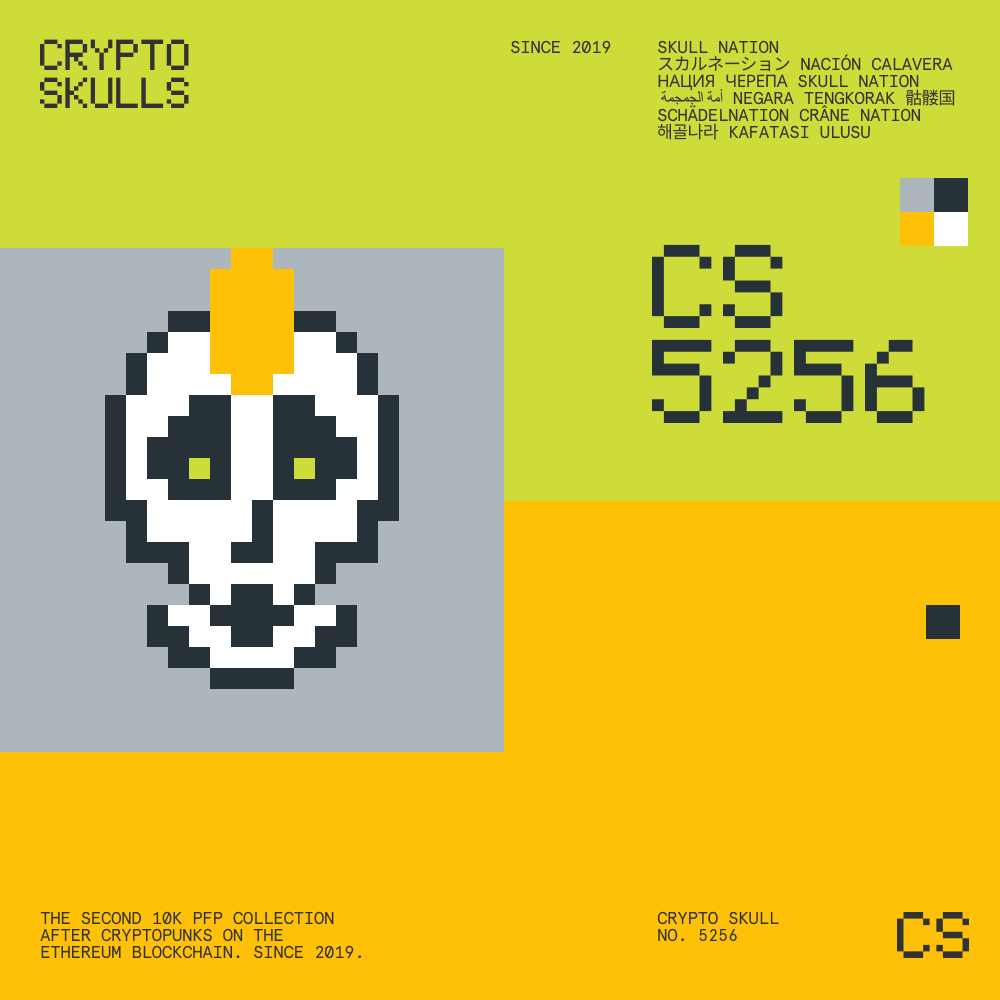 CRYPTO
SKULLS
SINCE 2019
SKULL NATION
スカルネーション NACIÓN CALAVERA
НАЦИЯ ЧЕРЕПА SKULL NATION
أمة الجمجمة NEGARA TENGKORAK 骷髅国
SCHÄDELNATION CRÂNE NATION
해골나라 KAFATASI ULUSU
CS
5256
THE SECOND 10K PFP COLLECTION
AFTER CRYPTOPUNKS ON THE
ETHEREUM BLOCKCHAIN. SINCE 2019.
CRYPTO SKULL
NO. 5256
CS